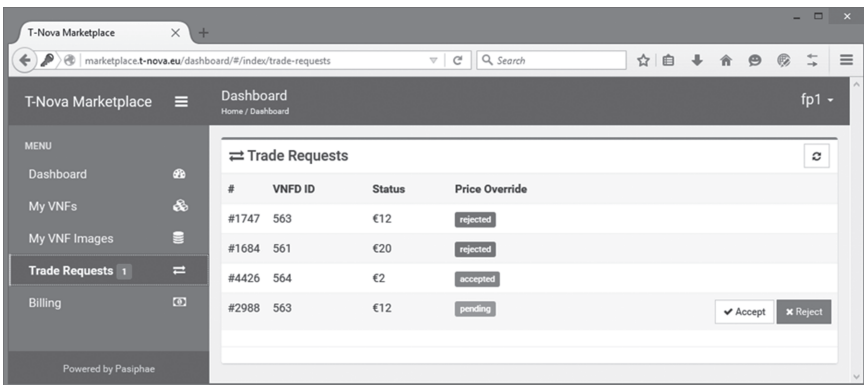 T-Nova Marketplace
marketplace.t-nova.eu/dashboard/#/index/trade-requests
Search
T-Nova Marketplace
Dashboard
Home / Dashboard
fp1
MENU
Dashboard
My VNFs
My VNF Images
Trade Requests 1
Billing
Powered by Pasiphae
Trade Requests
# VNFD ID Status Price Override
#1747 563 €12 rejected
#1684 561 €20 rejected
#4426 564 €2 accepted
#2988 563 €12 pending Accept Reject